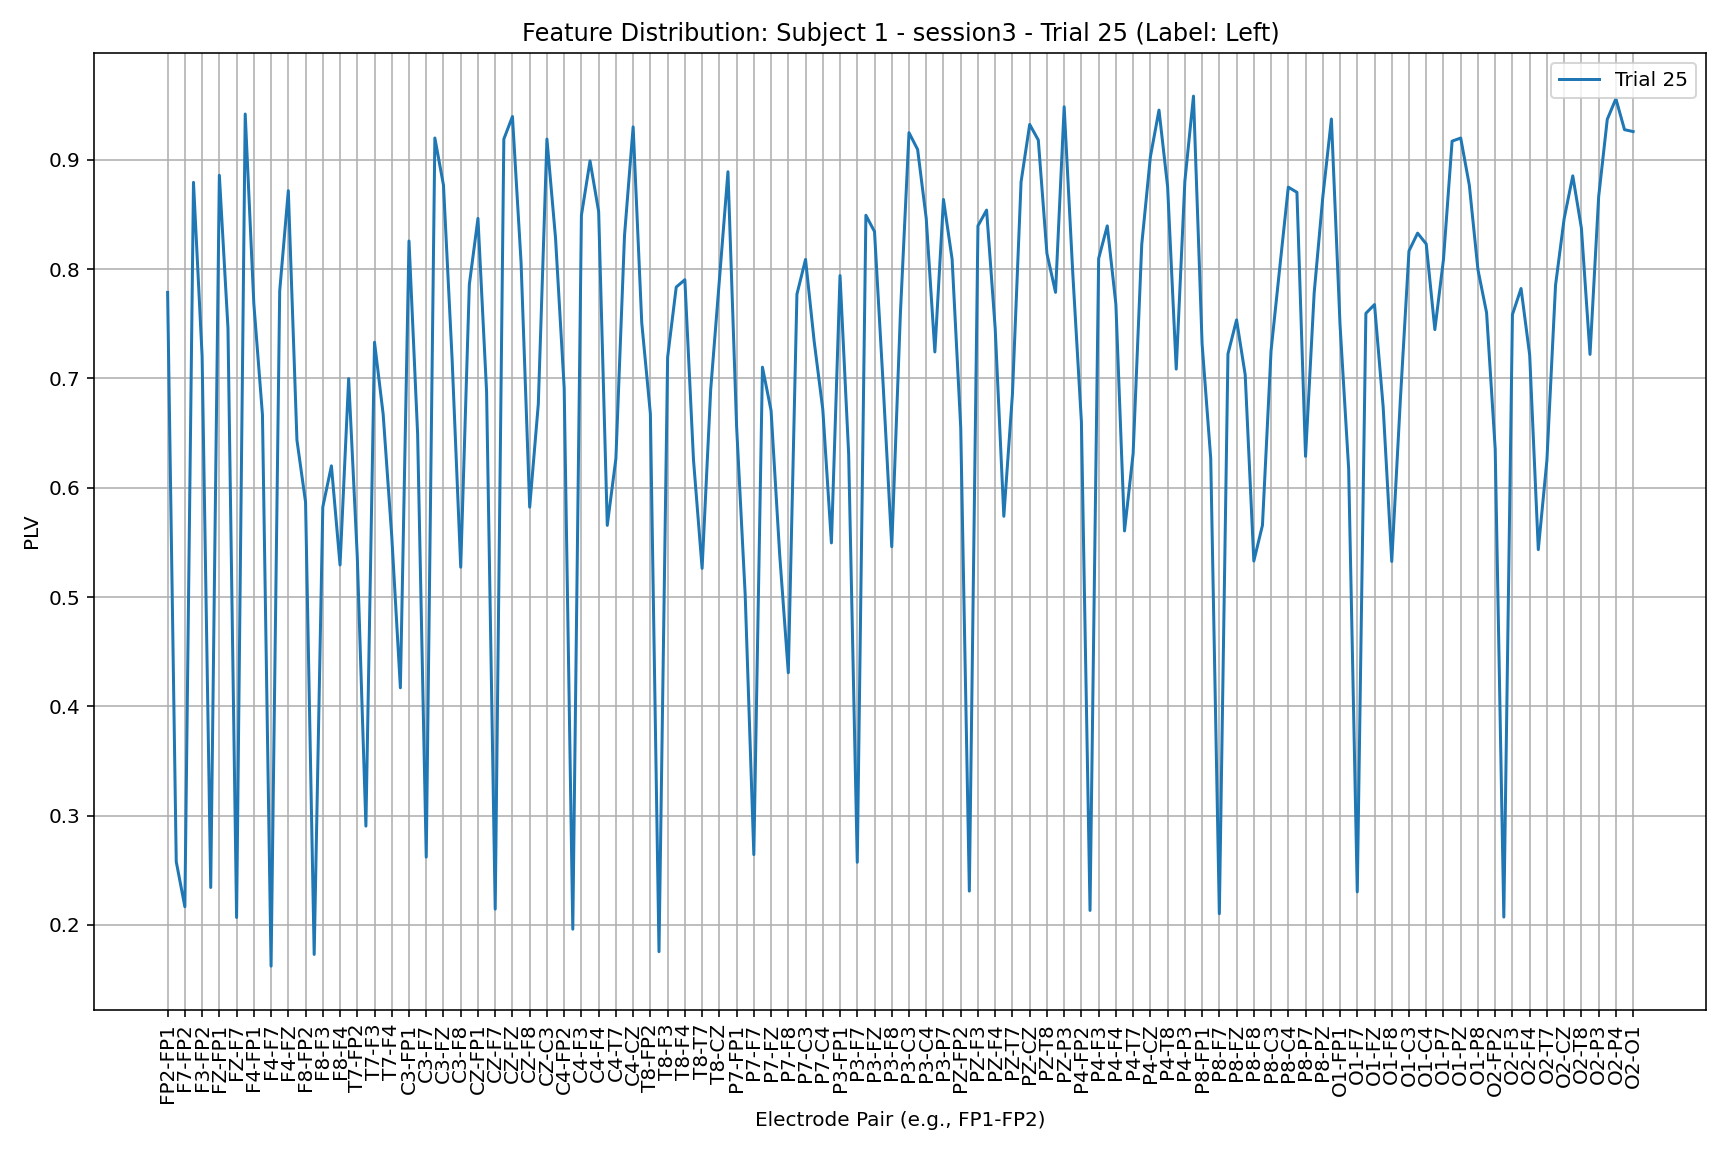 Feature Distribution: Subject 1 - session3 - Trial 25 (Label: Left)
Trial 25
PLV
0.9
0.8
0.7
0.6
0.5
0.4
0.3
0.2
FP2-FP1
F7-FP2
F3-FP2
FZ-FP1
FZ-F7
F4-FP1
F4-F7
F4-FZ
F8-FP2
F8-F3
F8-F4
T7-FP2
T7-F3
T7-F4
C3-FP1
C3-F7
C3-FZ
C3-F8
CZ-FP1
CZ-F7
CZ-FZ
CZ-F8
CZ-C3
C4-FP2
C4-F3
C4-F4
C4-T7
C4-CZ
T8-FP2
T8-F3
T8-F4
T8-T7
T8-CZ
P7-FP1
P7-F7
P7-FZ
P7-F8
P7-C3
P7-C4
P3-FP1
P3-F7
P3-FZ
P3-F8
P3-C3
P3-C4
P3-P7
PZ-FP2
PZ-F3
PZ-F4
PZ-T7
PZ-CZ
PZ-T8
PZ-P3
P4-FP2
P4-F3
P4-F4
P4-T7
P4-CZ
P4-T8
P4-P3
P8-FP1
P8-F7
P8-FZ
P8-F8
P8-C3
P8-C4
P8-P7
P8-PZ
O1-FP1
O1-F7
O1-FZ
O1-F8
O1-C3
O1-C4
O1-P7
O1-PZ
O1-P8
O2-FP2
O2-F3
O2-F4
O2-T7
O2-CZ
O2-T8
O2-P3
O2-P4
O2-O1
Electrode Pair (e.g., FP1-FP2)